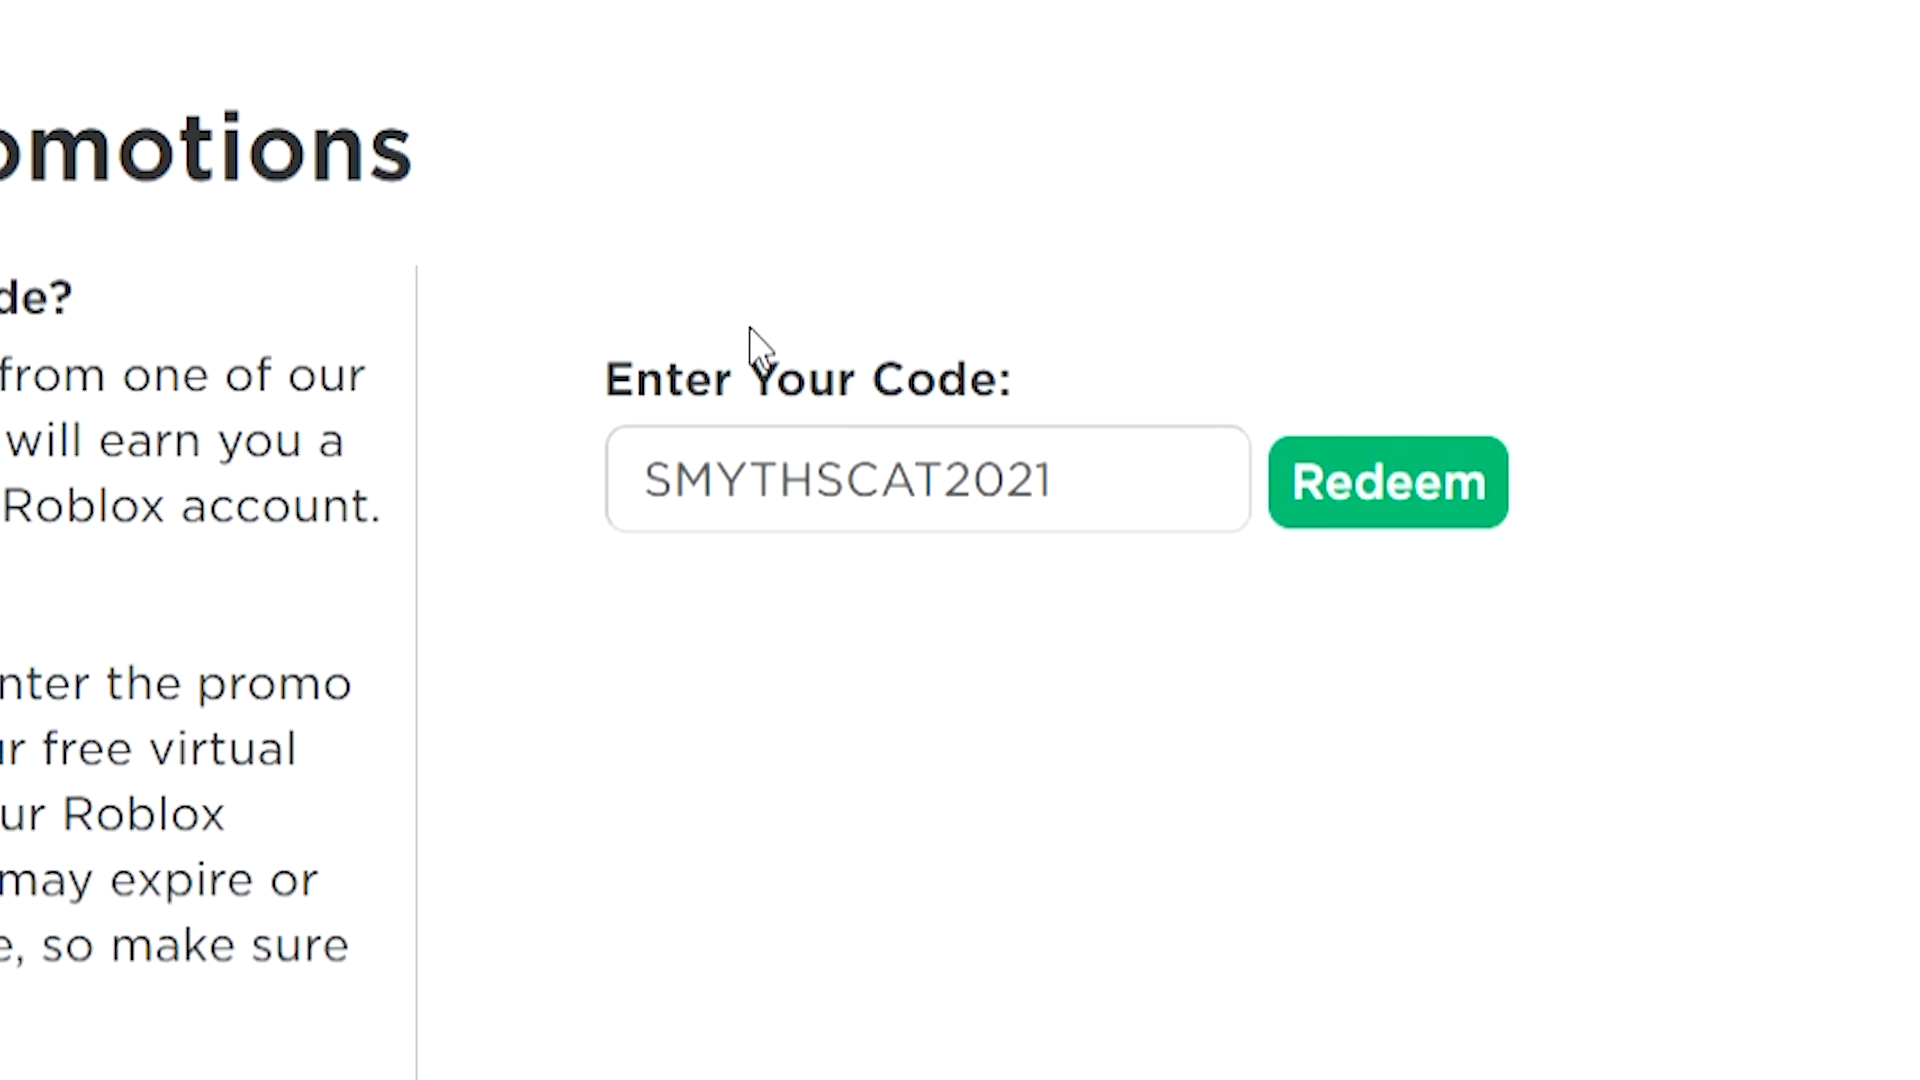 omotions
de?
from one of our
will earn you a
Roblox account.
nter the promo
ur free virtual
ur Roblox
may expire or
e, so make sure
Enter Your Code:
SMYTHSCAT2021
Redeem